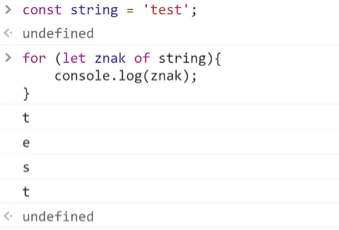 > const string = 'test';
<· undefined
> for (let znak of string){
    console.log(znak);
}
t
e
s
t
<· undefined